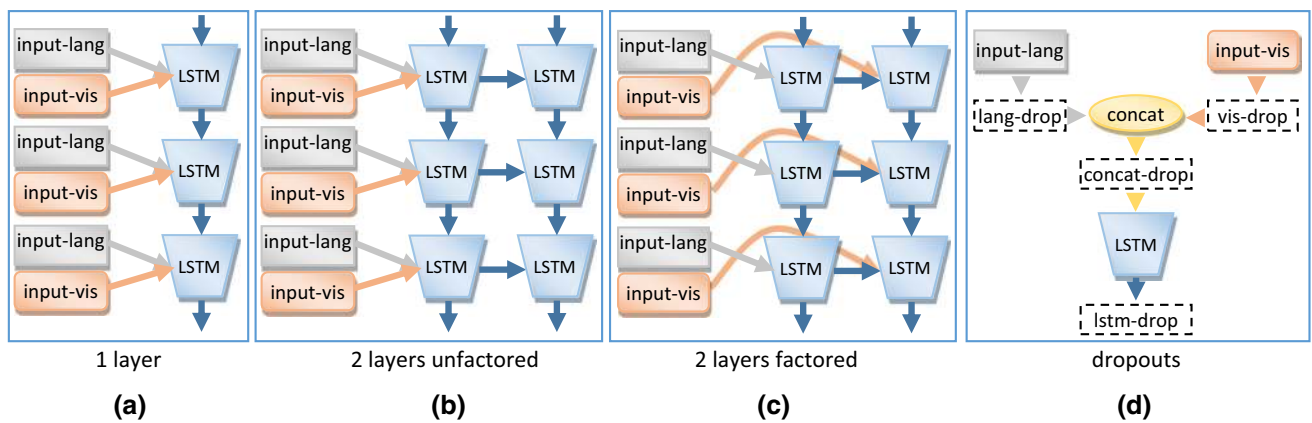 input-lang
input-vis
LSTM
input-lang
input-vis
LSTM
input-lang
input-vis
LSTM
1 layer
(a)
input-lang
input-vis
LSTM
LSTM
input-lang
input-vis
LSTM
LSTM
input-lang
input-vis
LSTM
LSTM
2 layers unfactored
(b)
input-lang
input-vis
LSTM
LSTM
input-lang
input-vis
LSTM
LSTM
input-lang
input-vis
LSTM
LSTM
2 layers factored
(c)
input-lang
input-vis
lang-drop
concat
vis-drop
concat-drop
LSTM
lstm-drop
dropouts
(d)